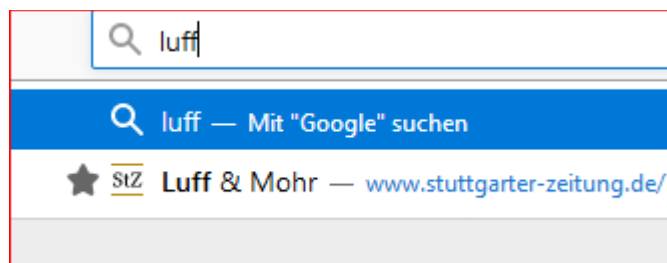 luff
luff — Mit "Google" suchen
StZ Luff & Mohr — www.stuttgarter-zeitung.de/